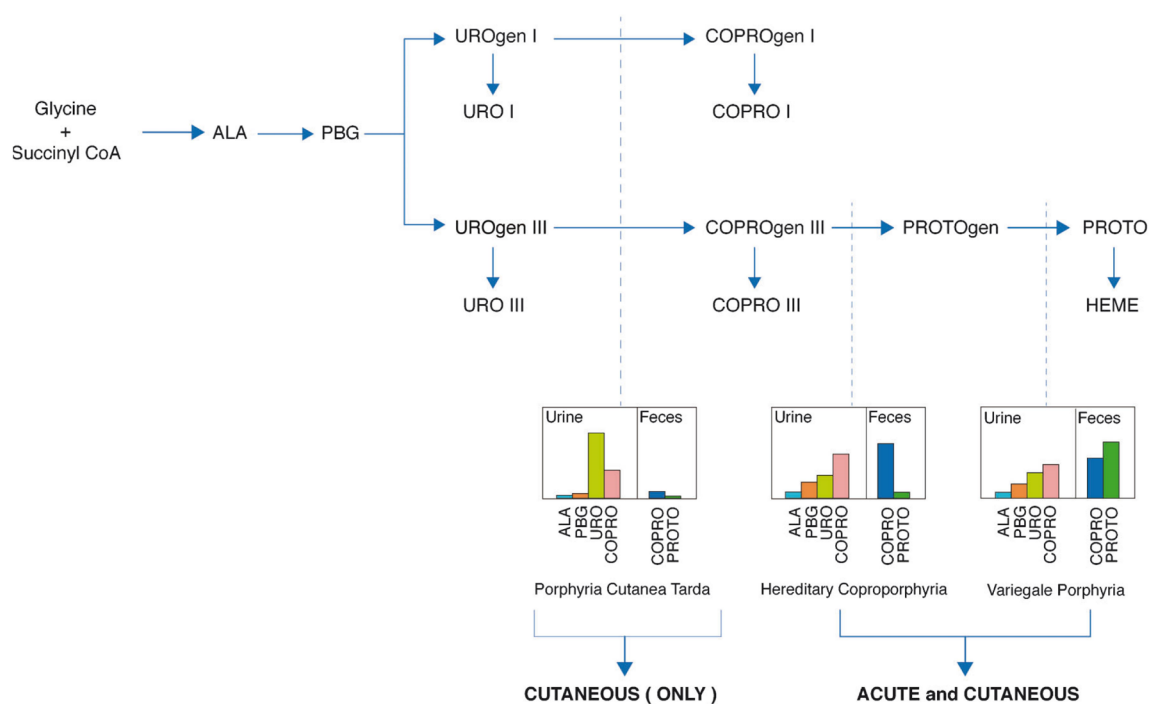 UROgen I
COPROgen I
URO I
COPRO I
Glycine
+
Succinyl CoA
ALA
PBG
UROgen III
COPROgen III
PROTOgen
PROTO
URO III
COPRO III
HEME
Urine
Feces
ALA
PBG
URO
COPRO
COPRO
PROTO
Porphyria Cutanea Tarda
Urine
Feces
ALA
PBG
URO
COPRO
COPRO
PROTO
Hereditary Coproporphyria
Urine
Feces
ALA
PBG
URO
COPRO
COPRO
PROTO
Variegale Porphyria
CUTANEOUS ( ONLY )
ACUTE and CUTANEOUS